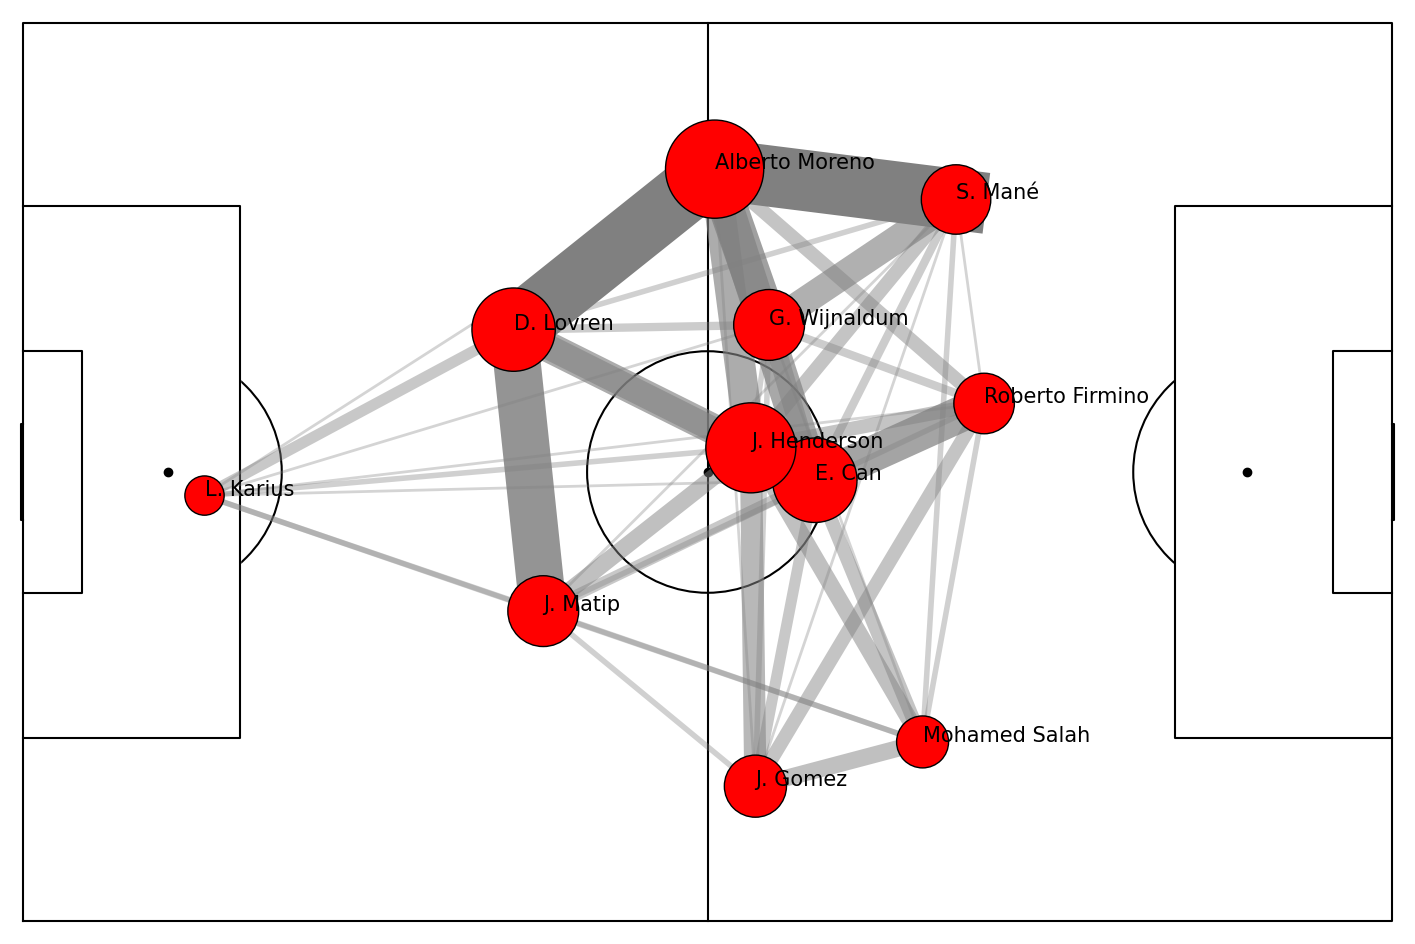 Alberto Moreno
S. Mané
D. Lovren
G. Wijnaldum
Roberto Firmino
J. Henderson
E. Can
L. Karius
J. Matip
Mohamed Salah
J. Gomez